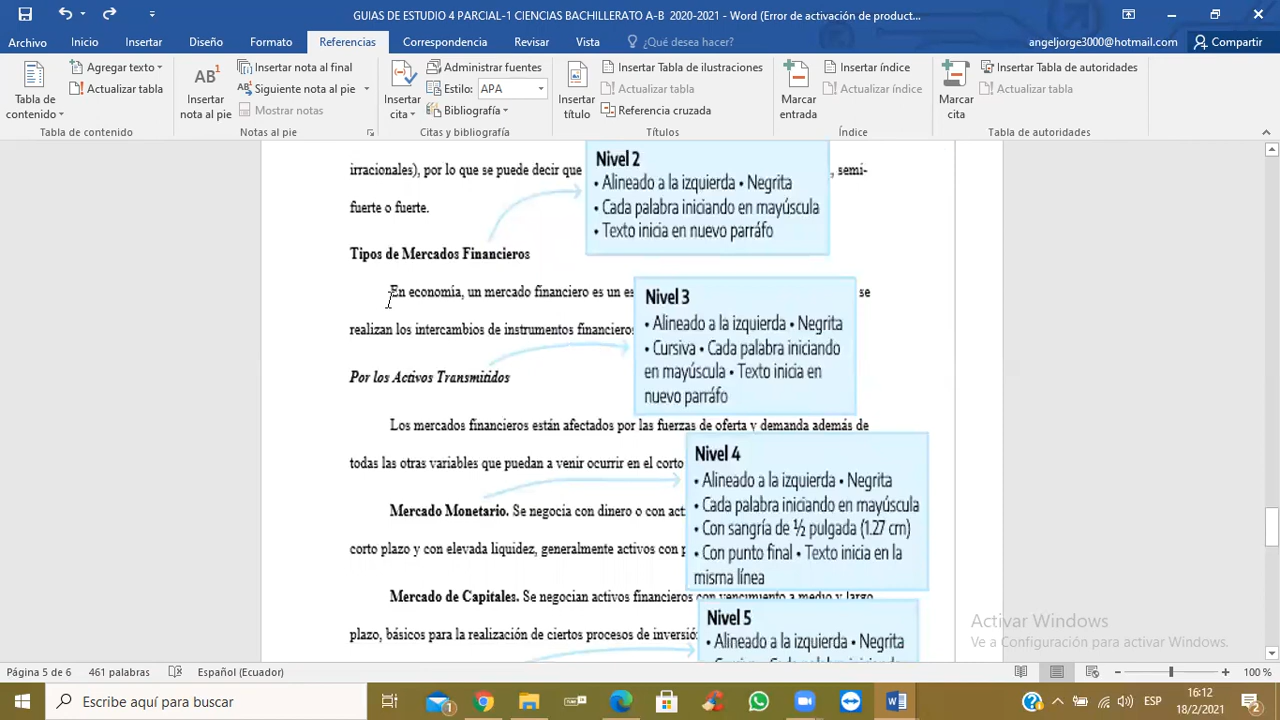 GUIAS DE ESTUDIO 4 PARCIAL-1 CIENCIAS BACHILLERATO A-B 2020-2021 - Word (Error de activación de product...
Archivo Inicio Insertar Diseño Formato Referencias Correspondencia Revisar Vista ¿Qué desea hacer? angeljorge3000@hotmail.com Compartir
Agregar texto Insertar nota al final Administrar fuentes Insertar Tabla de ilustraciones Insertar índice Insertar Tabla de autoridades
Actualizar tabla Siguiente nota al pie Estilo: APA Actualizar tabla Actualizar índice Actualizar tabla
Tabla de contenido Insertar nota al pie Mostrar notas Insertar cita Bibliografía Insertar título Referencia cruzada Marcar entrada Marcar cita
Tabla de contenido Notas al pie Citas y bibliografía Títulos Índice Tabla de autoridades
irracionales), por lo que se puede decir que , semi-
fuerte o fuerte.
Nivel 2
• Alineado a la izquierda • Negrita
• Cada palabra iniciando en mayúscula
• Texto inicia en nuevo parráfo
Tipos de Mercados Financieros
En economía, un mercado financiero es un es se
realizan los intercambios de instrumentos financieros
Nivel 3
• Alineado a la izquierda • Negrita
• Cursiva • Cada palabra iniciando
en mayúscula • Texto inicia en
nuevo parráfo
Por los Activos Transmitidos
Los mercados financieros están afectados por las fuerzas de oferta y demanda además de
todas las otras variables que puedan a venir ocurrir en el corto
Nivel 4
• Alineado a la izquierda • Negrita
• Cada palabra iniciando en mayúscula
• Con sangría de ½ pulgada (1.27 cm)
• Con punto final • Texto inicia en la
misma línea
Mercado Monetario. Se negocia con dinero o con act
corto plazo y con elevada liquidez, generalmente activos con p
Mercado de Capitales. Se negocian activos financieros con vencimiento a medio y largo
plazo, básicos para la realización de ciertos procesos de inversió
Nivel 5
• Alineado a la izquierda • Negrita
Activar Windows
Ve a Configuración para activar Windows.
Página 5 de 6 461 palabras Español (Ecuador) 100 %
Escribe aquí para buscar 1 ESP 16:12
18/2/2021 2